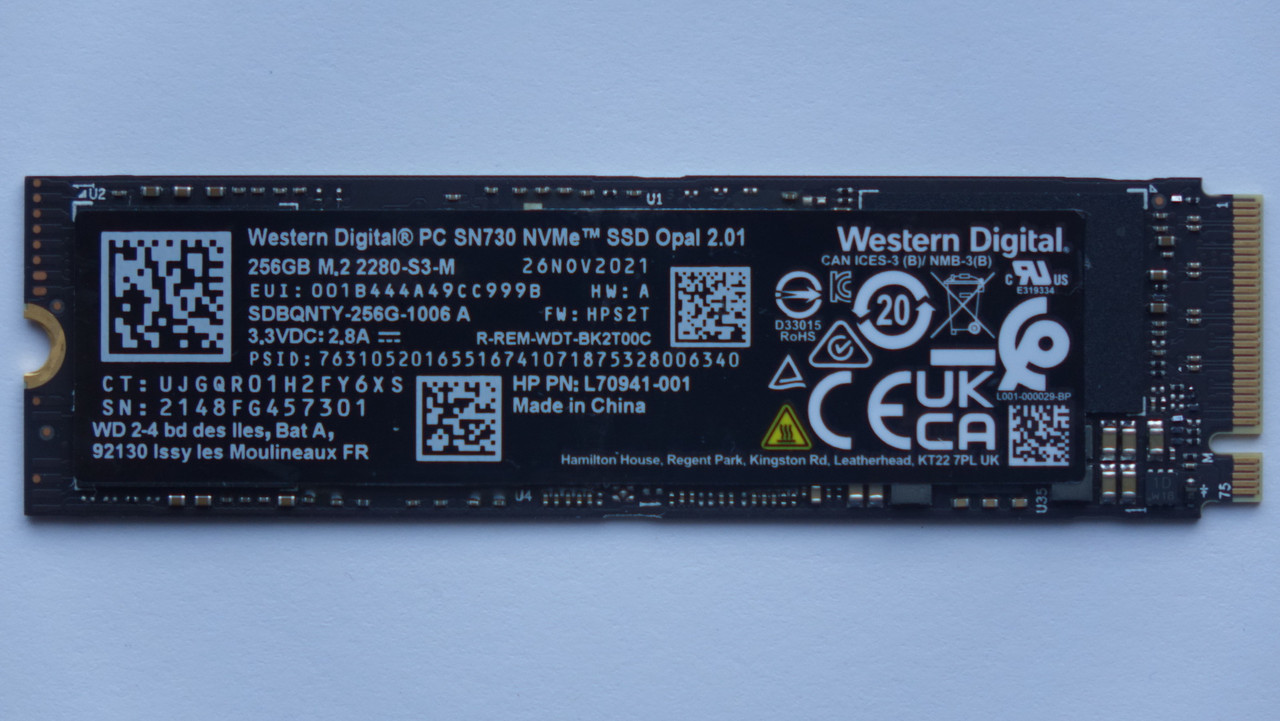 U2
U1
Western Digital® PC SN730 NVMe™ SSD Opal 2.01
256GB M.2 2280-S3-M 26NOV2021
EUI: 001B444A49CC999B HW: A
SDBQNTY-256G-1006 A FW: HPS2T
3.3VDC: 2.8A R-REM-WDT-BK2T00C
PSID: 76310520165516741071875328006340
CT: UJGQR01H2FY6XS
SN: 2148FG457301
HP PN: L70941-001
Made in China
WD 2-4 bd des Iles, Bat A,
92130 Issy les Moulineaux FR
Western Digital®
CAN ICES-3 (B)/ NMB-3(B)
C RU US
E319334
D33015
RoHS
20
CE
UK
CA
L001-000029-BP
Hamilton House, Regent Park, Kingston Rd, Leatherhead, KT22 7PL UK
U4
U35
1
M
75
1D
W18